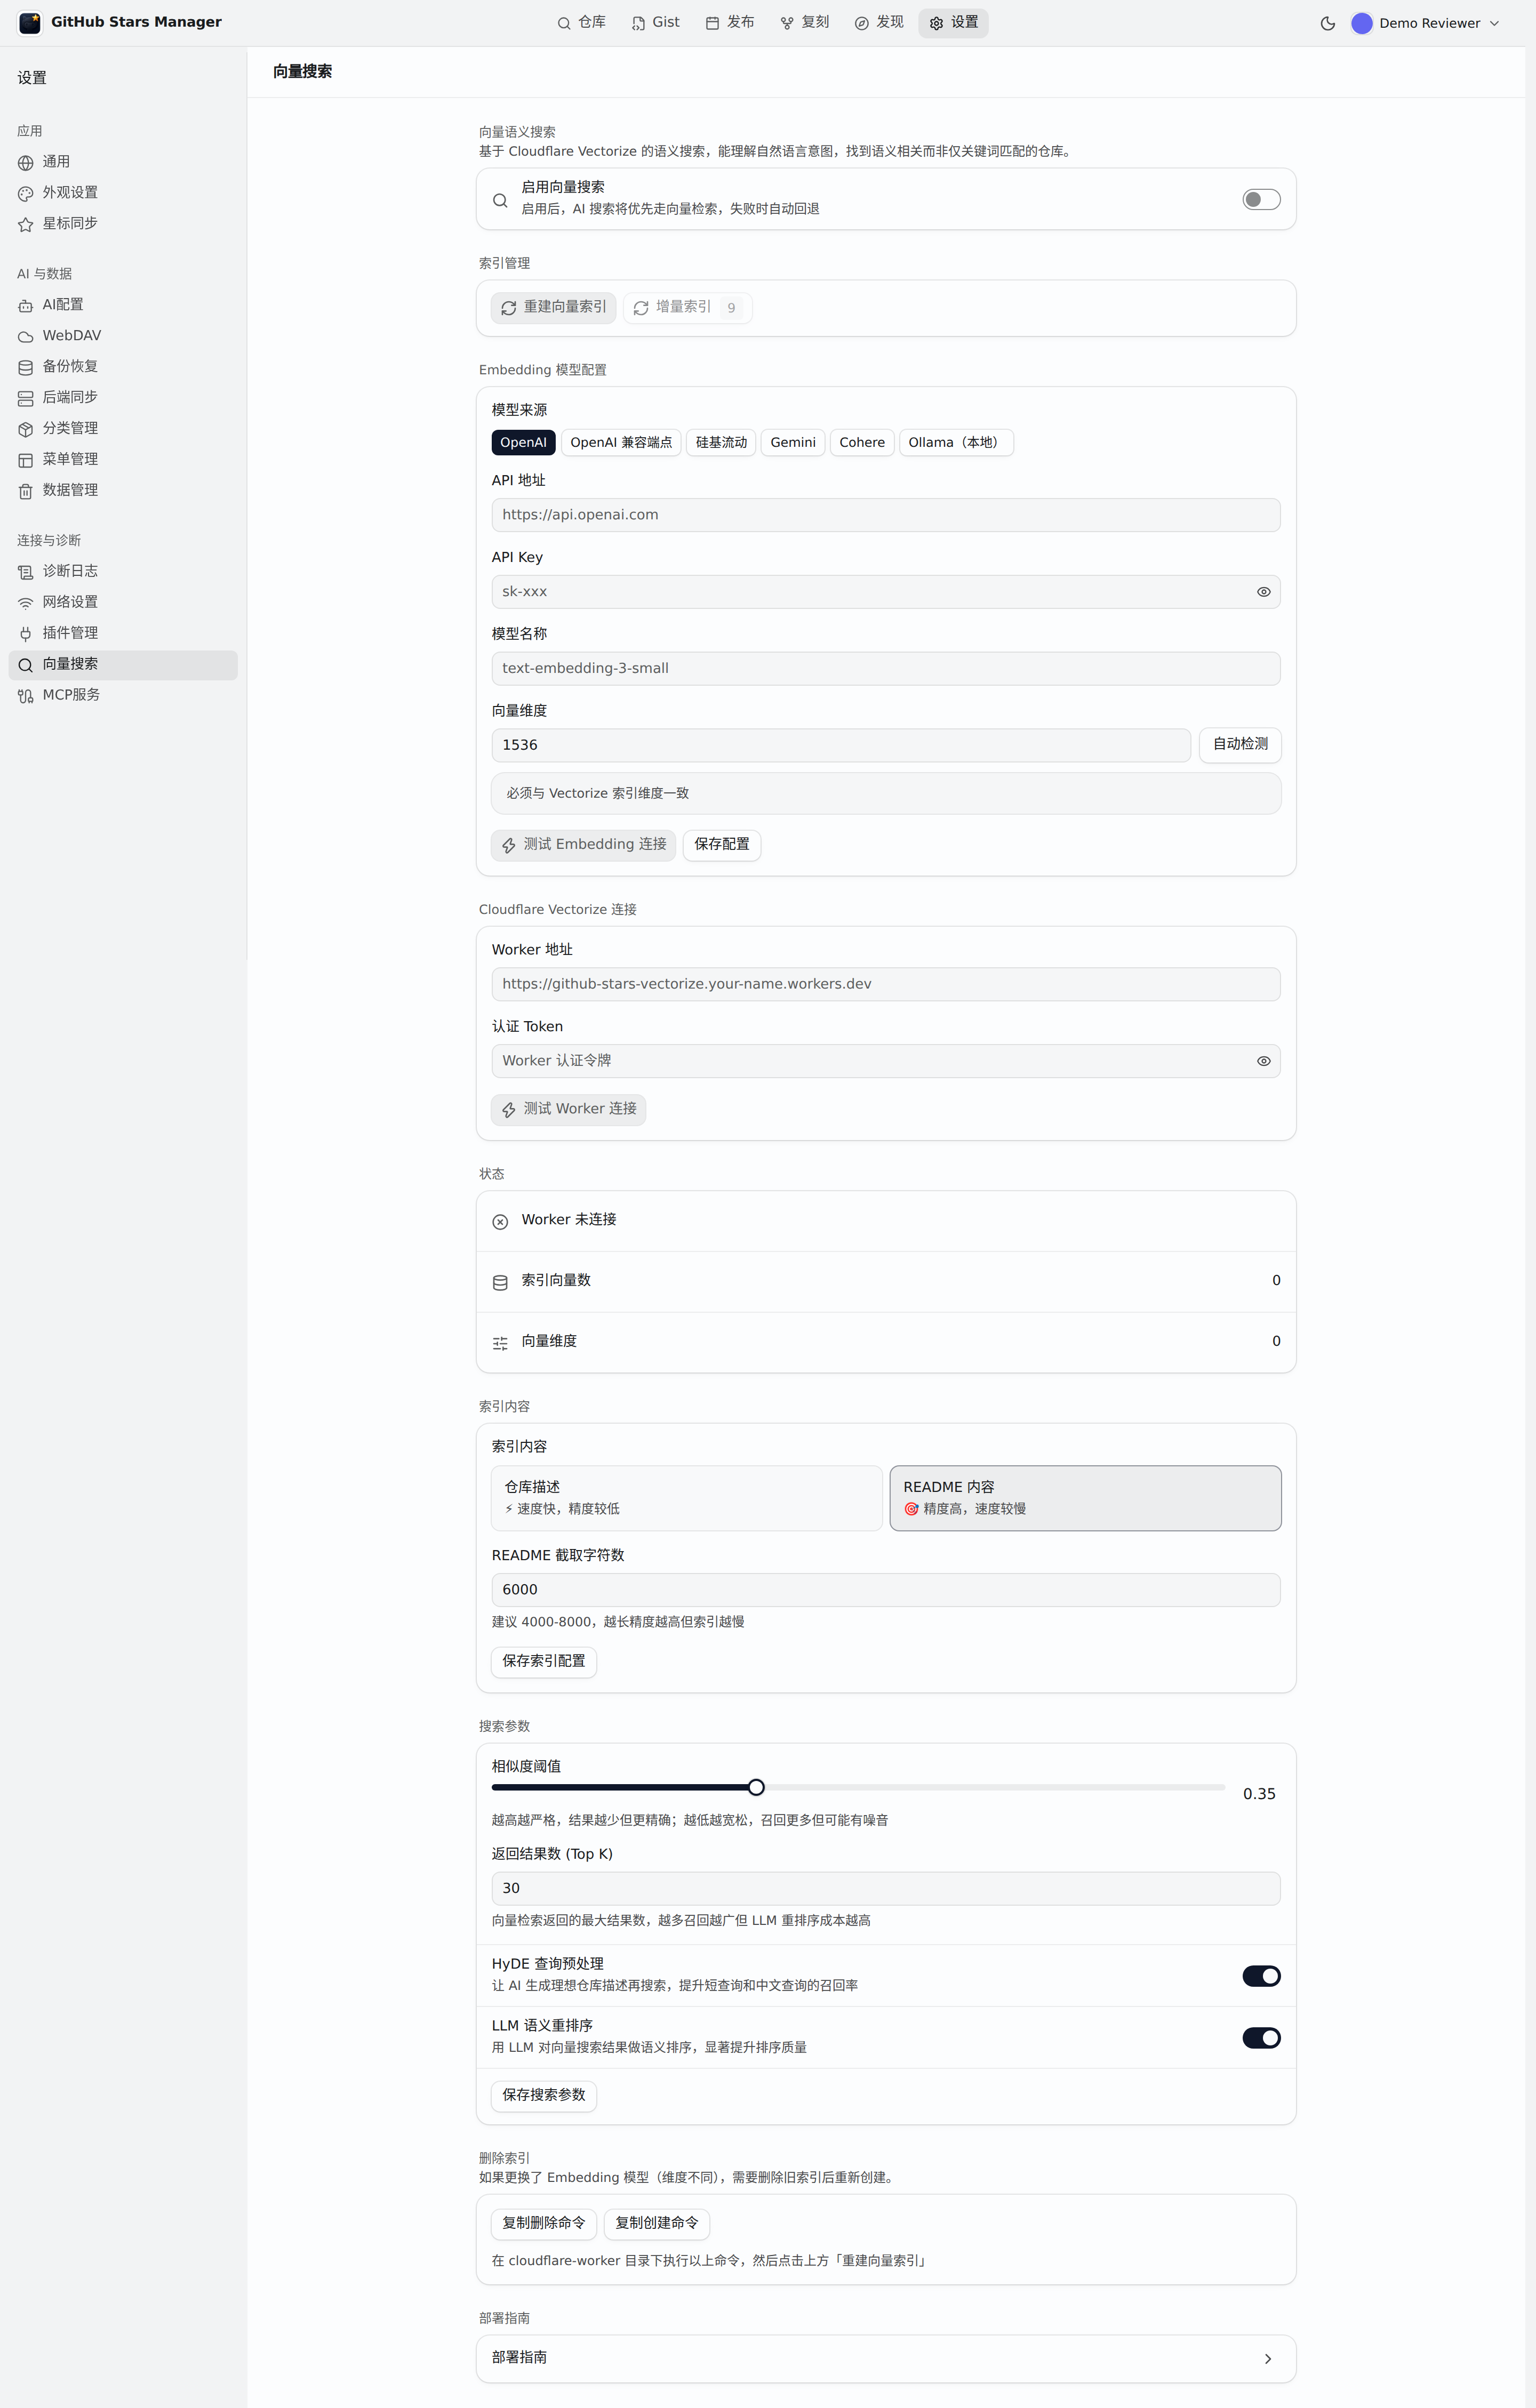 GitHub Stars Manager
仓库
Gist
发布
复刻
发现
设置
Demo Reviewer
设置
应用
通用
外观设置
星标同步
AI 与数据
AI配置
WebDAV
备份恢复
后端同步
分类管理
菜单管理
数据管理
连接与诊断
诊断日志
网络设置
插件管理
向量搜索
MCP服务
向量搜索
向量语义搜索
基于 Cloudflare Vectorize 的语义搜索，能理解自然语言意图，找到语义相关而非仅关键词匹配的仓库。
启用向量搜索
启用后，AI 搜索将优先走向量检索，失败时自动回退
索引管理
重建向量索引
增量索引 9
Embedding 模型配置
模型来源
OpenAI
OpenAI 兼容端点
硅基流动
Gemini
Cohere
Ollama（本地）
API 地址
https://api.openai.com
API Key
sk-xxx
模型名称
text-embedding-3-small
向量维度
1536
自动检测
必须与 Vectorize 索引维度一致
测试 Embedding 连接
保存配置
Cloudflare Vectorize 连接
Worker 地址
https://github-stars-vectorize.your-name.workers.dev
认证 Token
Worker 认证令牌
测试 Worker 连接
状态
Worker 未连接
索引向量数
0
向量维度
0
索引内容
索引内容
仓库描述
⚡ 速度快，精度较低
README 内容
🎯 精度高，速度较慢
README 截取字符数
6000
建议 4000-8000，越长精度越高但索引越慢
保存索引配置
搜索参数
相似度阈值
0.35
越高越严格，结果越少但更精确；越低越宽松，召回更多但可能有噪音
返回结果数 (Top K)
30
向量检索返回的最大结果数，越多召回越广但 LLM 重排序成本越高
HyDE 查询预处理
让 AI 生成理想仓库描述再搜索，提升短查询和中文查询的召回率
LLM 语义重排序
用 LLM 对向量搜索结果做语义排序，显著提升排序质量
保存搜索参数
删除索引
如果更换了 Embedding 模型（维度不同），需要删除旧索引后重新创建。
复制删除命令
复制创建命令
在 cloudflare-worker 目录下执行以上命令，然后点击上方「重建向量索引」
部署指南
部署指南